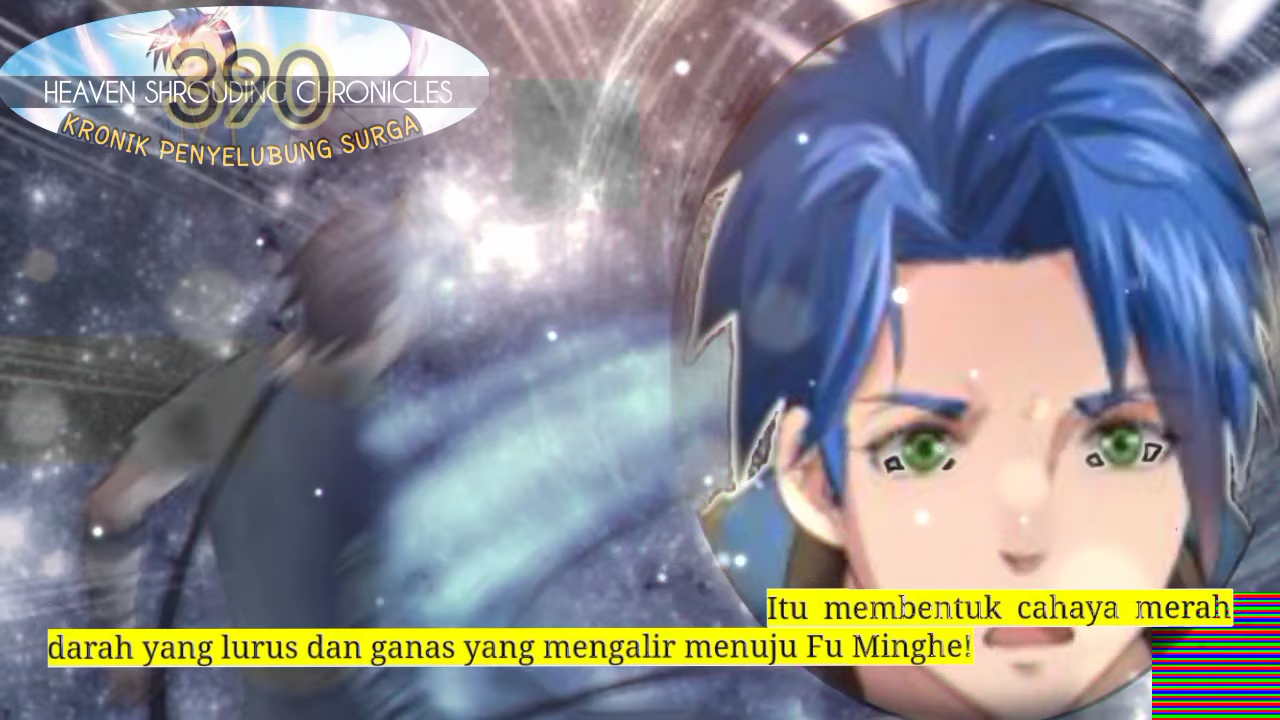 390
HEAVEN SHROUDING CHRONICLES
KRONIK PENYELUBUNG SURGA
Itu membentuk cahaya merah
darah yang lurus dan ganas yang mengalir menuju Fu Minghe!